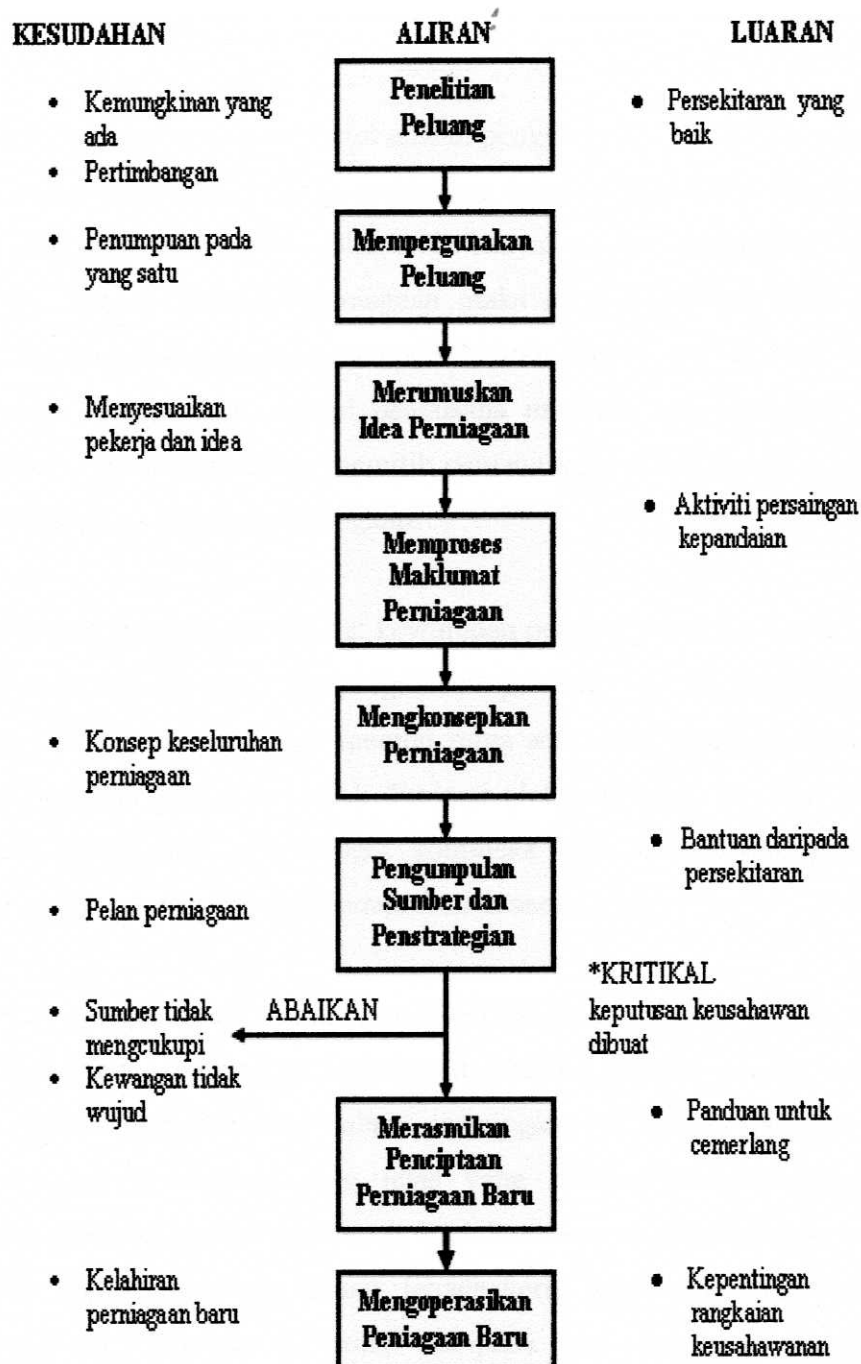 KESUDAHAN ALIRAN LUARAN
• Kemungkinan yang
ada
• Pertimbangan
Penelitian
Peluang
• Persekitaran yang
baik
• Penumpuan pada
yang satu
Mempergunakan
Peluang
• Menyesuaikan
pekerja dan idea
Merumuskan
Idea Perniagaan
• Aktiviti persaingan
kepandaian
Memproses
Maklumat
Perniagaan
• Konsep keseluruhan
perniagaan
Mengkonsepkan
Perniagaan
• Bantuan daripada
persekitaran
• Pelan perniagaan
Pengumpulan
Sumber dan
Penstrategian
*KRITIKAL
keputusan keusahawan
dibuat
• Sumber tidak
mengcukupi
• Kewangan tidak
wujud
ABAIKAN
Merasmikan
Penciptaan
Perniagaan Baru
• Panduan untuk
cemerlang
• Kelahiran
perniagaan baru
Mengoperasikan
Peniagaan Baru
• Kepentingan
rangkaian
keusahawanan